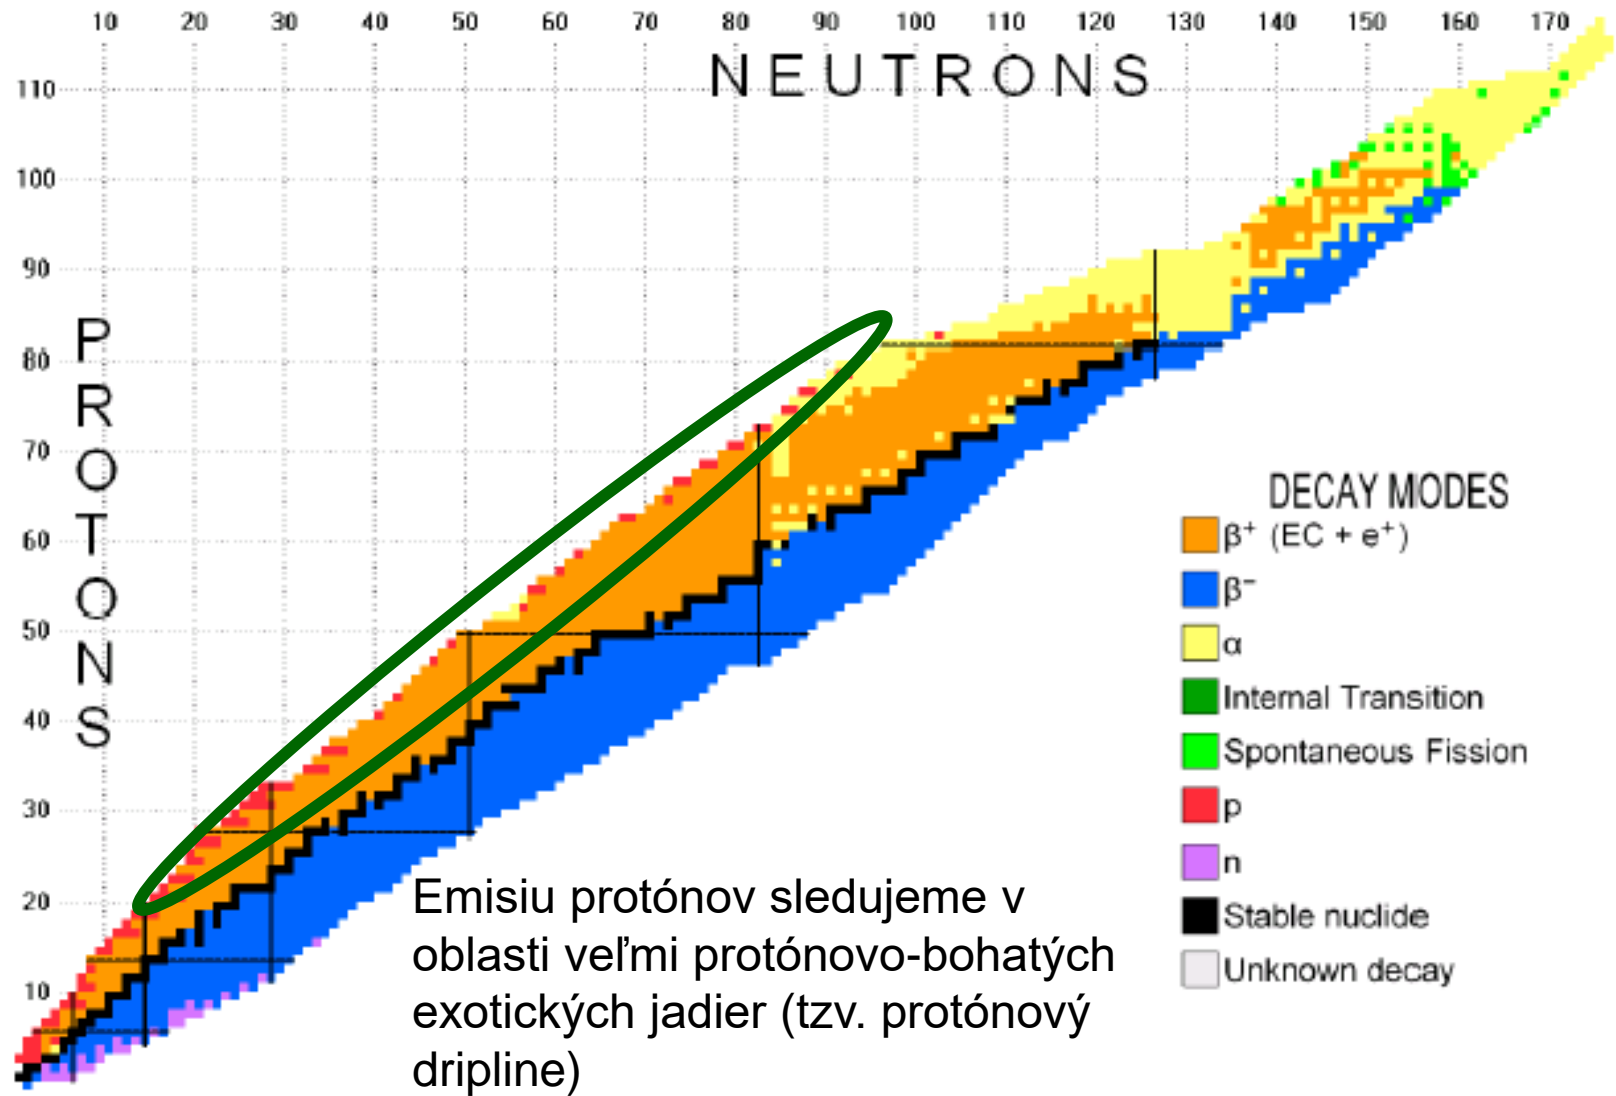 10 20 30 40 50 60 70 80 90 100 110 120 130 140 150 160 170
NEUTRONS
110
100
90
80
70
60
50
40
30
20
10
PROTONS
DECAY MODES
β⁺ (EC + e⁺)
β⁻
α
Internal Transition
Spontaneous Fission
p
n
Stable nuclide
Unknown decay
Emisiu protónov sledujeme v
oblasti veľmi protónovo-bohatých
exotických jadier (tzv. protónový
dripline)